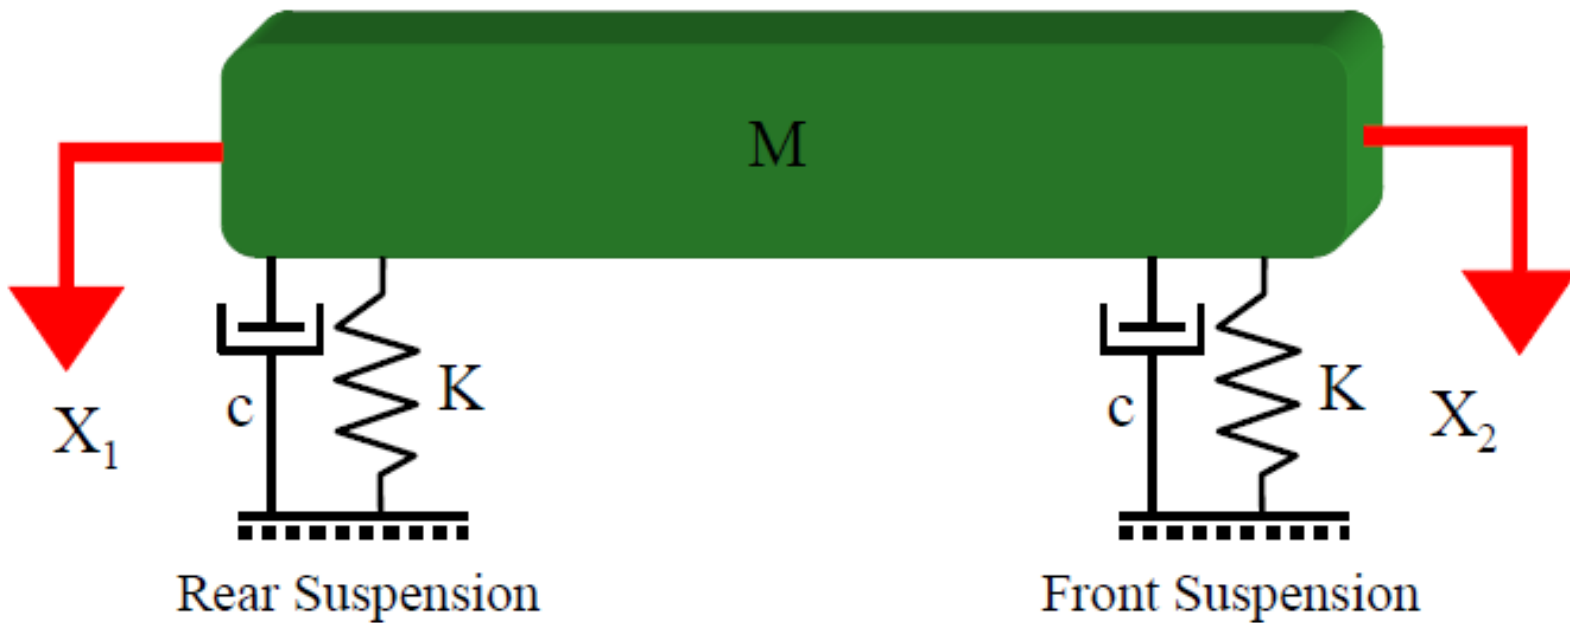 M
c
K
c
K
X₁
X₂
Rear Suspension
Front Suspension